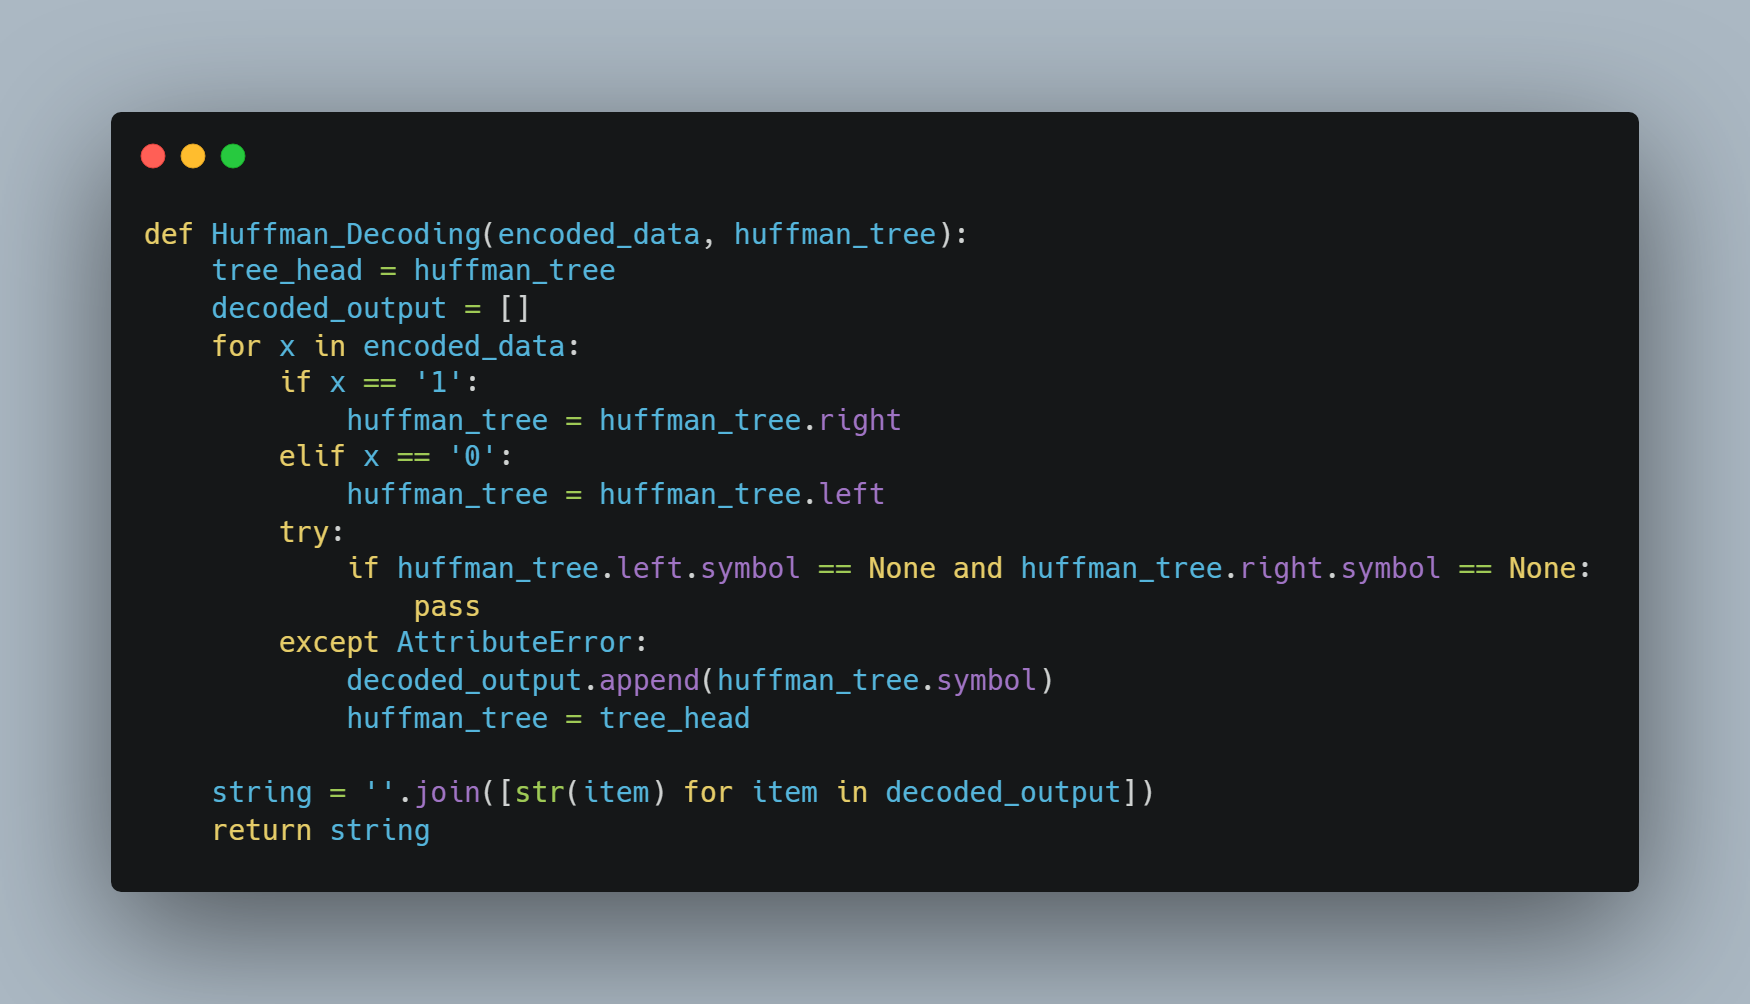 def Huffman_Decoding(encoded_data, huffman_tree):
    tree_head = huffman_tree
    decoded_output = []
    for x in encoded_data:
        if x == '1':
            huffman_tree = huffman_tree.right
        elif x == '0':
            huffman_tree = huffman_tree.left
        try:
            if huffman_tree.left.symbol == None and huffman_tree.right.symbol == None:
                pass
        except AttributeError:
            decoded_output.append(huffman_tree.symbol)
            huffman_tree = tree_head

    string = ''.join([str(item) for item in decoded_output])
    return string